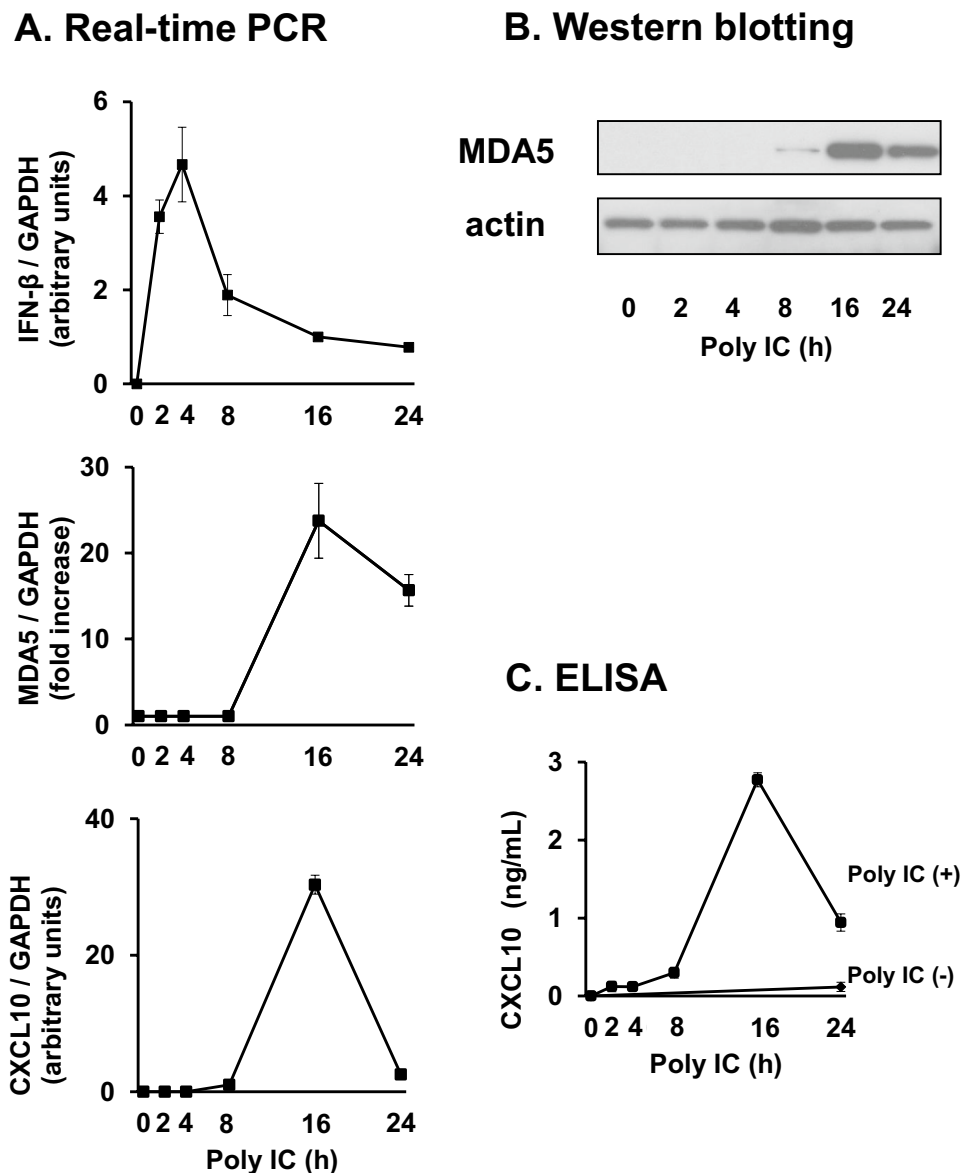 A. Real-time PCR
IFN-β / GAPDH
(arbitrary units)
6
4
2
0
0 2 4 8 16 24
MDA5 / GAPDH
(fold increase)
30
20
10
0
0 2 4 8 16 24
CXCL10 / GAPDH
(arbitrary units)
40
20
0
0 2 4 8 16 24
Poly IC (h)
B. Western blotting
MDA5
actin
0 2 4 8 16 24
Poly IC (h)
C. ELISA
CXCL10 (ng/mL)
3
2
1
0
Poly IC (+)
Poly IC (-)
0 2 4 8 16 24
Poly IC (h)